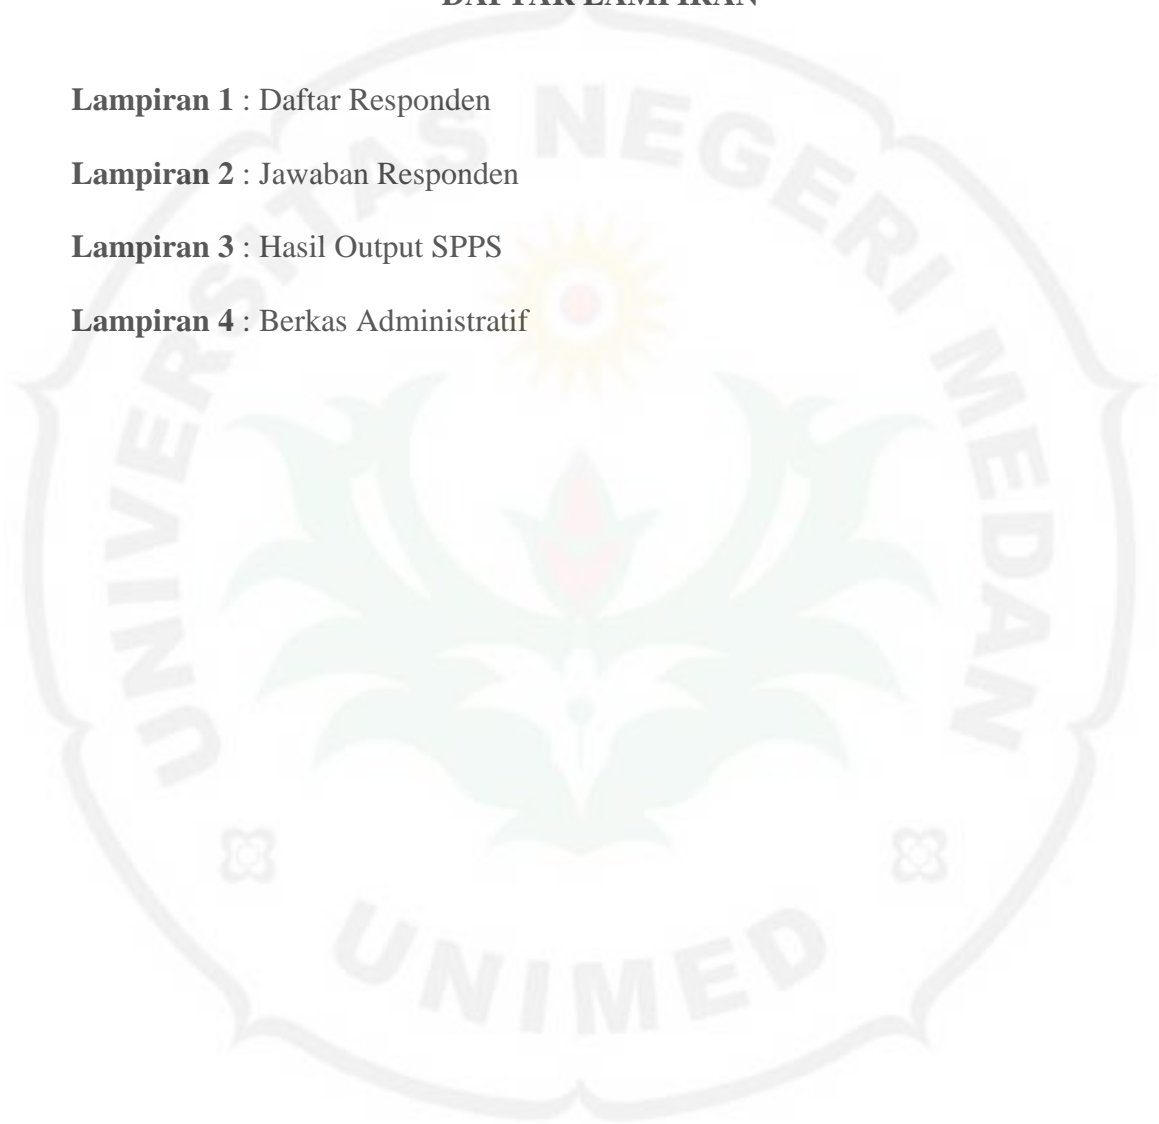 DAFTAR LAMPIRAN
Lampiran 1 : Daftar Responden
Lampiran 2 : Jawaban Responden
Lampiran 3 : Hasil Output SPPS
Lampiran 4 : Berkas Administratif
UNIVERSITAS NEGERI MEDAN
UNIMED